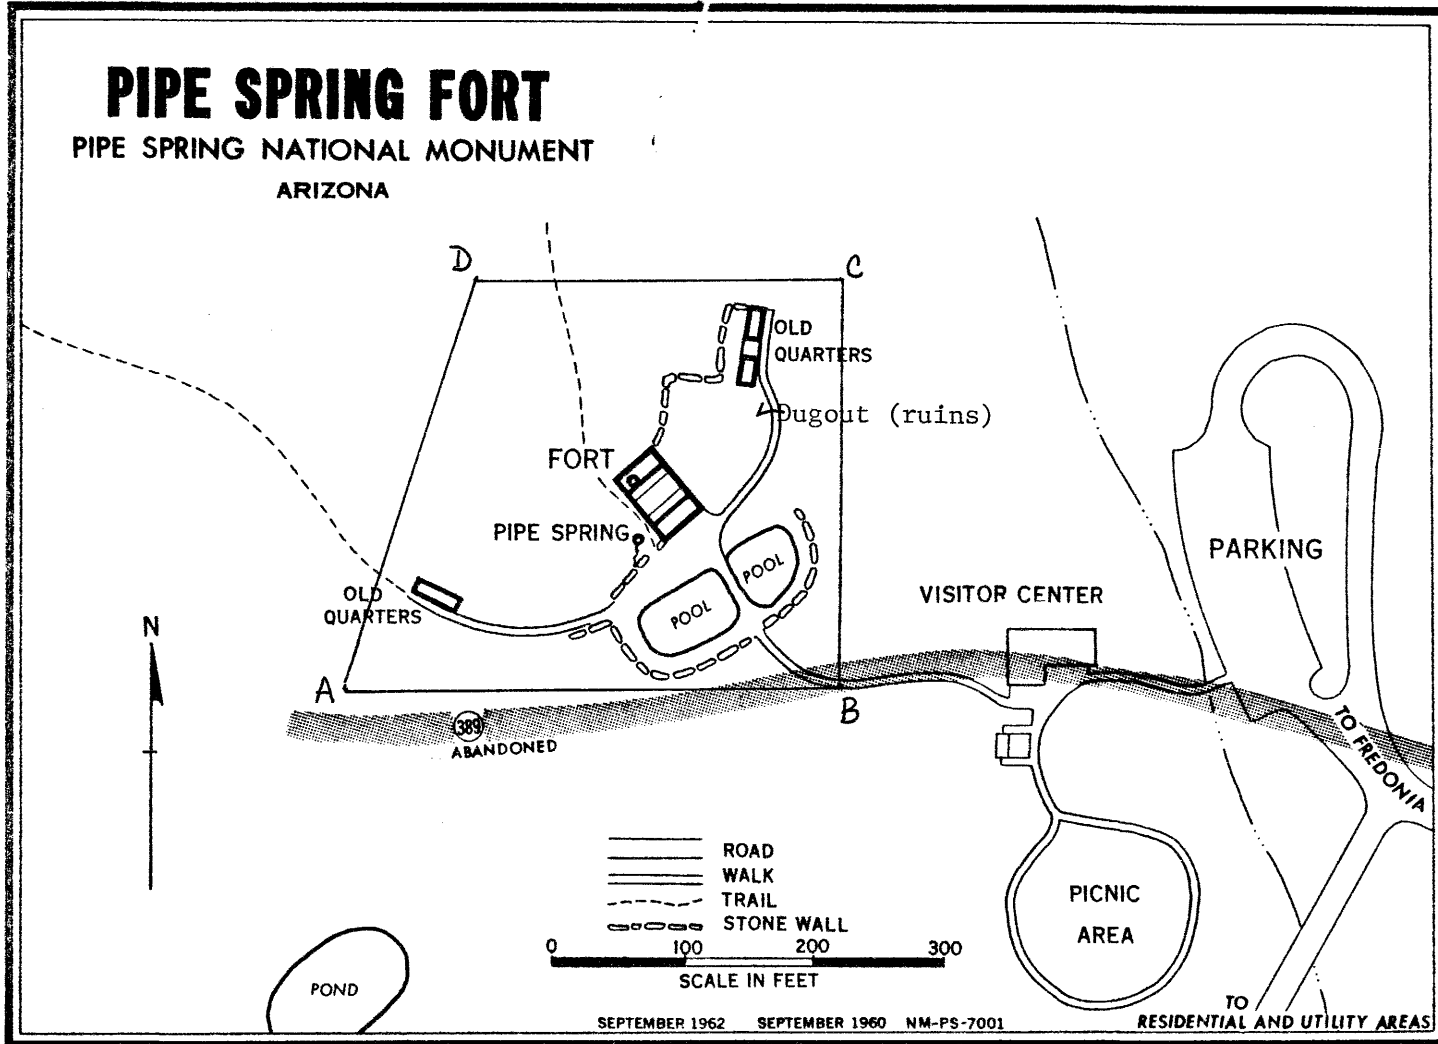 PIPE SPRING FORT
PIPE SPRING NATIONAL MONUMENT
ARIZONA
D
C
OLD
QUARTERS
Dugout (ruins)
FORT
PIPE SPRING
POOL
POOL
OLD
QUARTERS
VISITOR CENTER
PARKING
N
A
B
389
ABANDONED
TO FREDONIA
ROAD
WALK
TRAIL
STONE WALL
0 100 200 300
SCALE IN FEET
PICNIC
AREA
POND
TO
RESIDENTIAL AND UTILITY AREAS
SEPTEMBER 1962 SEPTEMBER 1960 NM-PS-7001